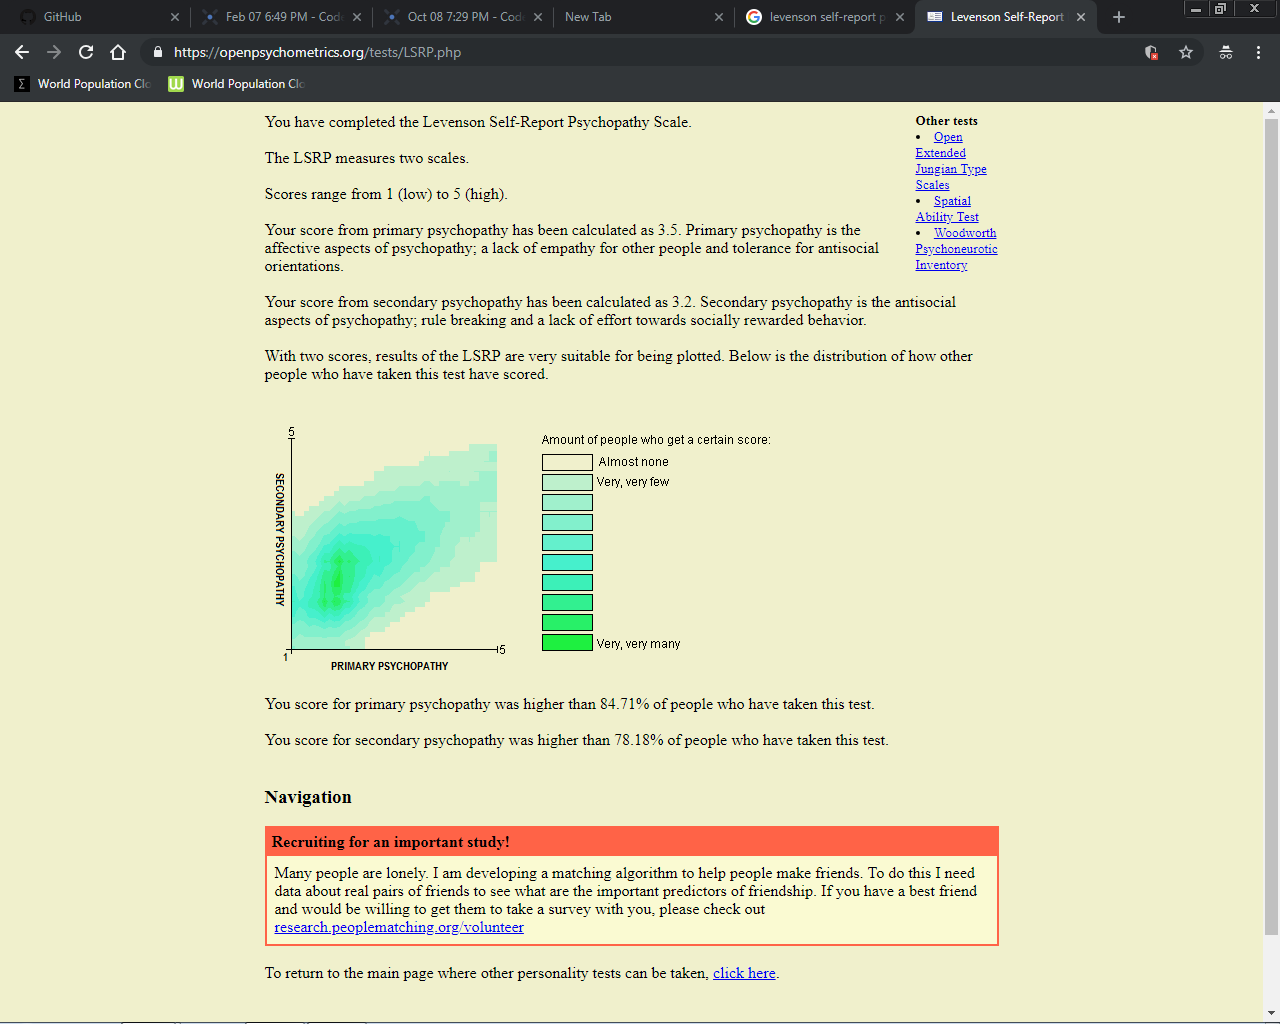 GitHub
Feb 07 6:49 PM - Cod
Oct 08 7:29 PM - Cod
New Tab
levenson self-report p
Levenson Self-Report
https://openpsychometrics.org/tests/LSRP.php
World Population Clo
World Population Clo
You have completed the Levenson Self-Report Psychopathy Scale.
The LSRP measures two scales.
Scores range from 1 (low) to 5 (high).
Your score from primary psychopathy has been calculated as 3.5. Primary psychopathy is the
affective aspects of psychopathy; a lack of empathy for other people and tolerance for antisocial
orientations.
Your score from secondary psychopathy has been calculated as 3.2. Secondary psychopathy is the antisocial
aspects of psychopathy; rule breaking and a lack of effort towards socially rewarded behavior.
With two scores, results of the LSRP are very suitable for being plotted. Below is the distribution of how other
people who have taken this test have scored.
Other tests
• Open
Extended
Jungian Type
Scales
• Spatial
Ability Test
• Woodworth
Psychoneurotic
Inventory
5
SECONDARY PSYCHOPATHY
1
5
PRIMARY PSYCHOPATHY
Amount of people who get a certain score:
Almost none
Very, very few
Very, very many
You score for primary psychopathy was higher than 84.71% of people who have taken this test.
You score for secondary psychopathy was higher than 78.18% of people who have taken this test.
Navigation
Recruiting for an important study!
Many people are lonely. I am developing a matching algorithm to help people make friends. To do this I need
data about real pairs of friends to see what are the important predictors of friendship. If you have a best friend
and would be willing to get them to take a survey with you, please check out
research.peoplematching.org/volunteer
To return to the main page where other personality tests can be taken, click here.